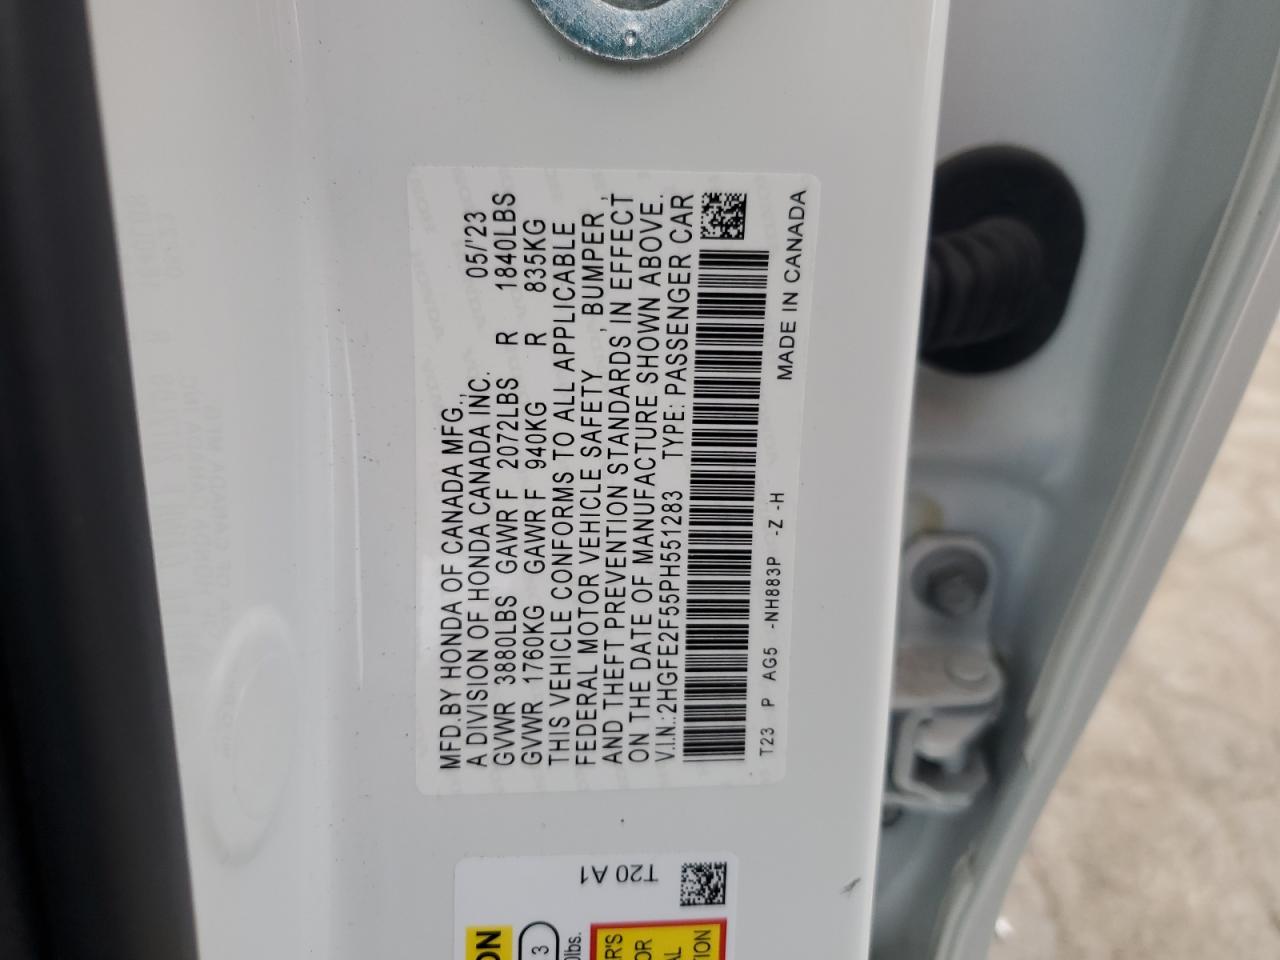 MFD.BY HONDA OF CANADA MFG.,
A DIVISION OF HONDA CANADA INC. 05/'23
GVWR 3880LBS GAWR F 2072LBS R 1840LBS
GVWR 1760KG GAWR F 940KG R 835KG
THIS VEHICLE CONFORMS TO ALL APPLICABLE
FEDERAL MOTOR VEHICLE SAFETY, BUMPER,
AND THEFT PREVENTION STANDARDS, IN EFFECT
ON THE DATE OF MANUFACTURE SHOWN ABOVE.
V.I.N.:2HGFE2F55PH551283 TYPE: PASSENGER CAR
T23 P AG5 -NH883P -Z -H
MADE IN CANADA
T20 A1
3